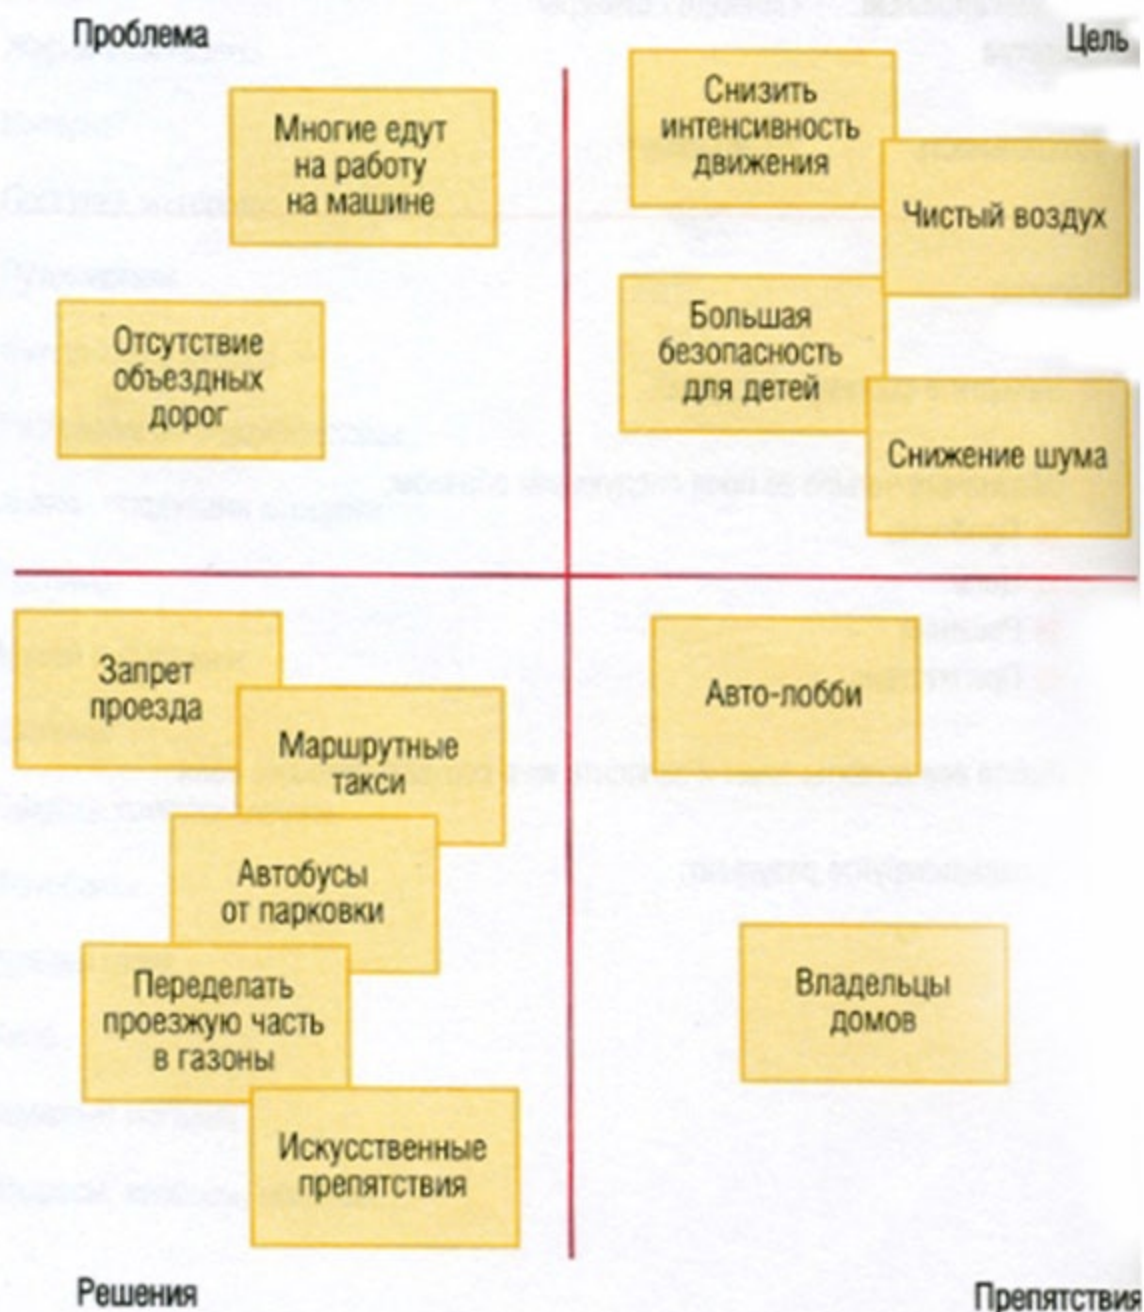 Проблема
Цель
Многие едут
на работу
на машине
Отсутствие
объездных
дорог
Снизить
интенсивность
движения
Чистый воздух
Большая
безопасность
для детей
Снижение шума
Запрет
проезда
Маршрутные
такси
Автобусы
от парковки
Переделать
проезжую часть
в газоны
Искусственные
препятствия
Авто-лобби
Владельцы
домов
Решения
Препятствия